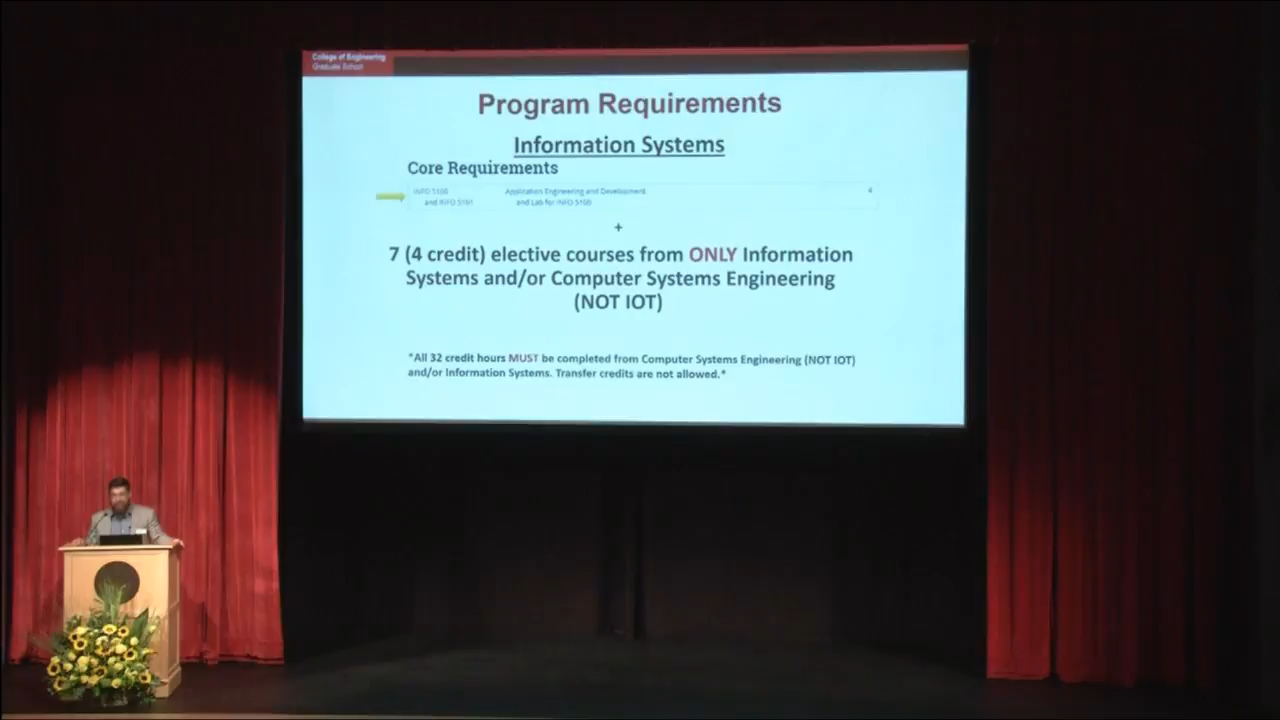 College of Engineering
Graduate School
Program Requirements
Information Systems
Core Requirements
INFO 5100 Application Engineering and Development 4
and INFO 5101 and Lab for INFO 5100
+
7 (4 credit) elective courses from ONLY Information
Systems and/or Computer Systems Engineering
(NOT IOT)
*All 32 credit hours MUST be completed from Computer Systems Engineering (NOT IOT)
and/or Information Systems. Transfer credits are not allowed.*